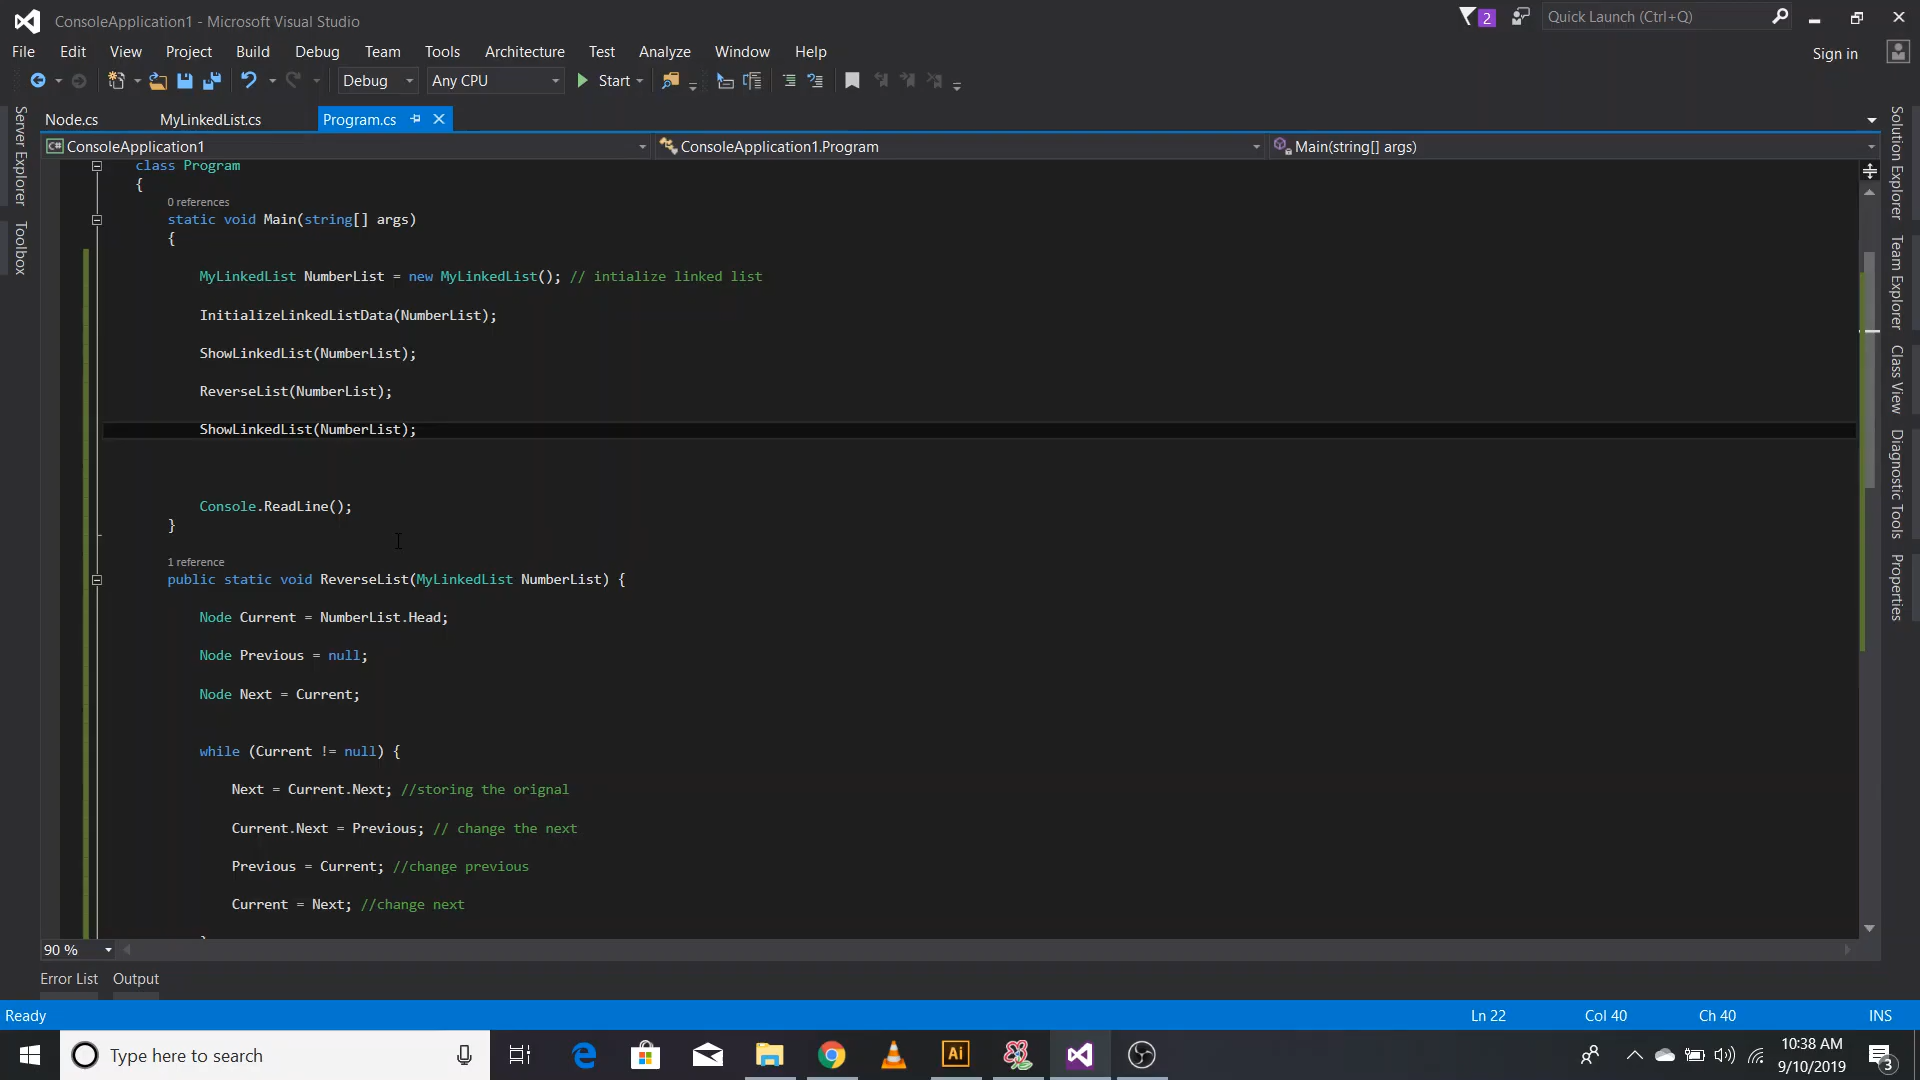 ConsoleApplication1 - Microsoft Visual Studio
2
Quick Launch (Ctrl+Q)
File Edit View Project Build Debug Team Tools Architecture Test Analyze Window Help
Sign in
Debug Any CPU Start
Node.cs MyLinkedList.cs Program.cs
C# ConsoleApplication1 ConsoleApplication1.Program Main(string[] args)
Server Explorer
Toolbox
Solution Explorer
Team Explorer
Class View
Diagnostic Tools
Properties
class Program
{
0 references
static void Main(string[] args)
{
MyLinkedList NumberList = new MyLinkedList(); // intialize linked list
InitializeLinkedListData(NumberList);
ShowLinkedList(NumberList);
ReverseList(NumberList);
ShowLinkedList(NumberList);
Console.ReadLine();
}
1 reference
public static void ReverseList(MyLinkedList NumberList) {
Node Current = NumberList.Head;
Node Previous = null;
Node Next = Current;
while (Current != null) {
Next = Current.Next; //storing the orignal
Current.Next = Previous; // change the next
Previous = Current; //change previous
Current = Next; //change next
90 %
Error List Output
Ready Ln 22 Col 40 Ch 40 INS
Type here to search
Ai
10:38 AM
9/10/2019
3